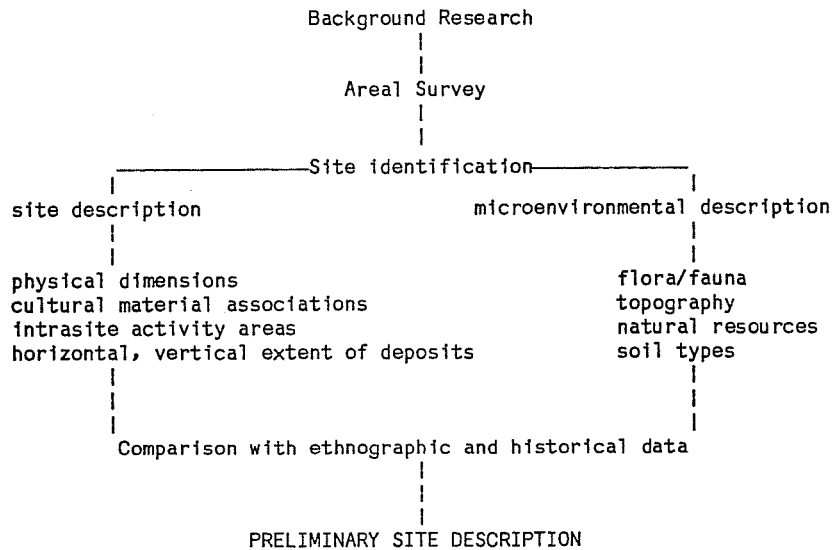 Background Research
Areal Survey
Site identification
site description
microenvironmental description
physical dimensions
cultural material associations
intrasite activity areas
horizontal, vertical extent of deposits
flora/fauna
topography
natural resources
soil types
Comparison with ethnographic and historical data
PRELIMINARY SITE DESCRIPTION